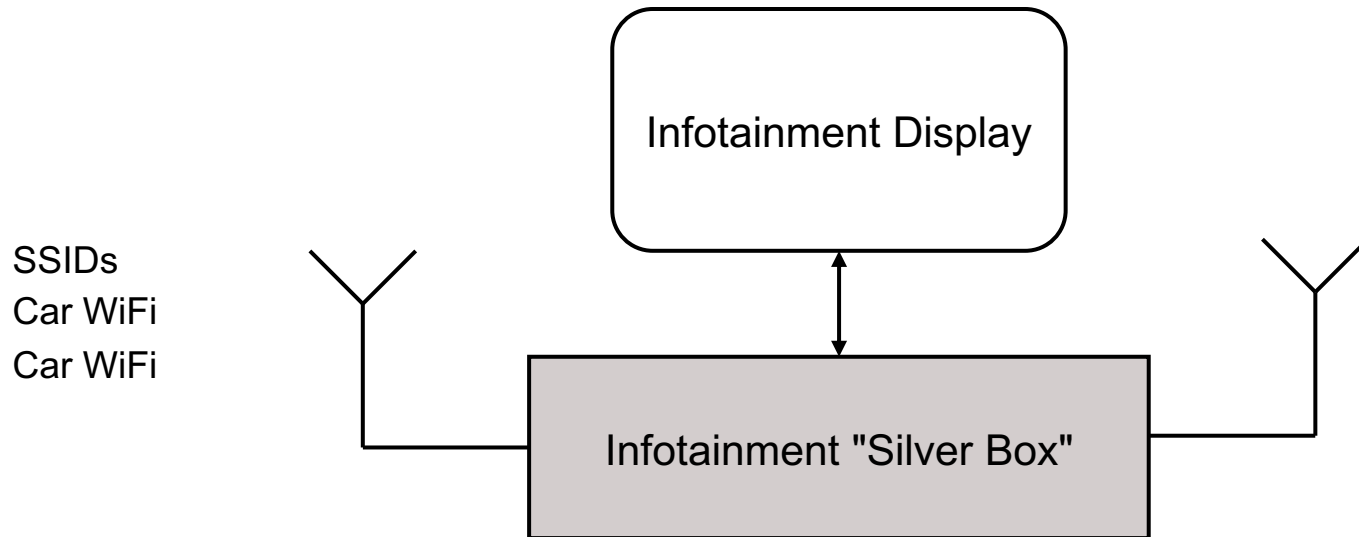 Infotainment Display
SSIDs
Car WiFi
Car WiFi
Infotainment "Silver Box"